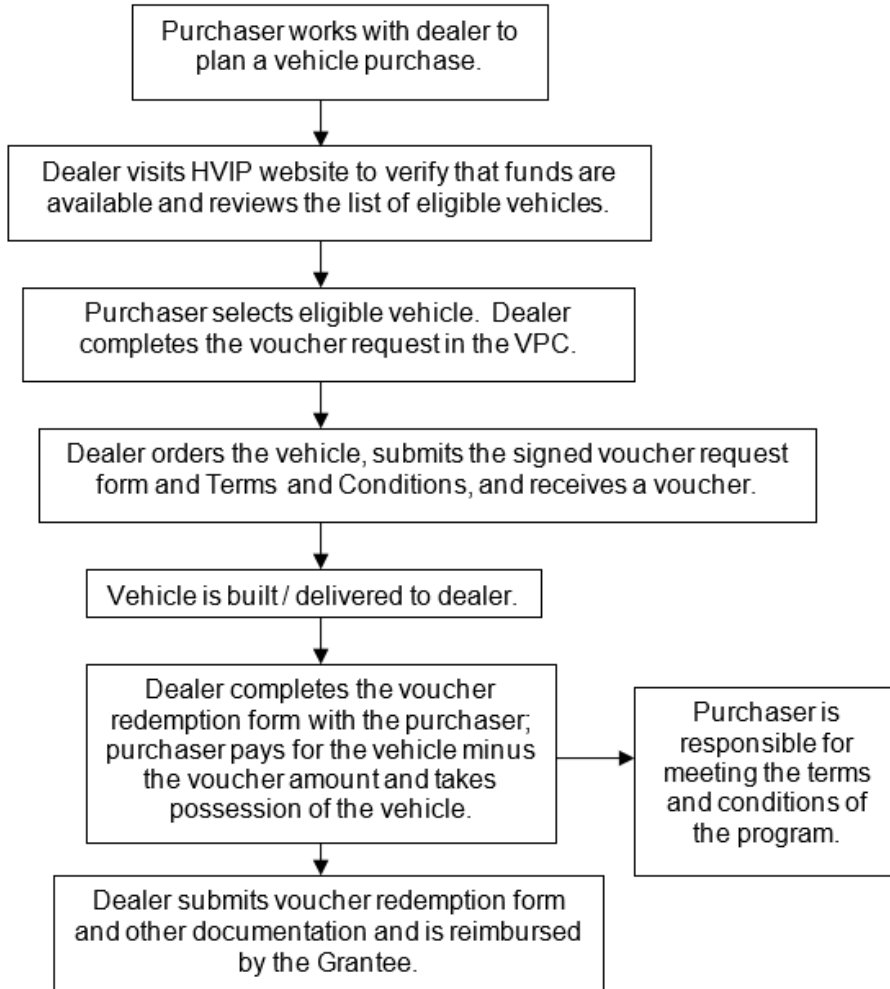 Purchaser works with dealer to
plan a vehicle purchase.
Dealer visits HVIP website to verify that funds are
available and reviews the list of eligible vehicles.
Purchaser selects eligible vehicle.  Dealer
completes the voucher request in the VPC.
Dealer orders the vehicle, submits the signed voucher request
form and Terms and Conditions, and receives a voucher.
Vehicle is built / delivered to dealer.
Dealer completes the voucher
redemption form with the purchaser;
purchaser pays for the vehicle minus
the voucher amount and takes
possession of the vehicle.
Purchaser is
responsible for
meeting the terms
and conditions of
the program.
Dealer submits voucher redemption form
and other documentation and is reimbursed
by the Grantee.